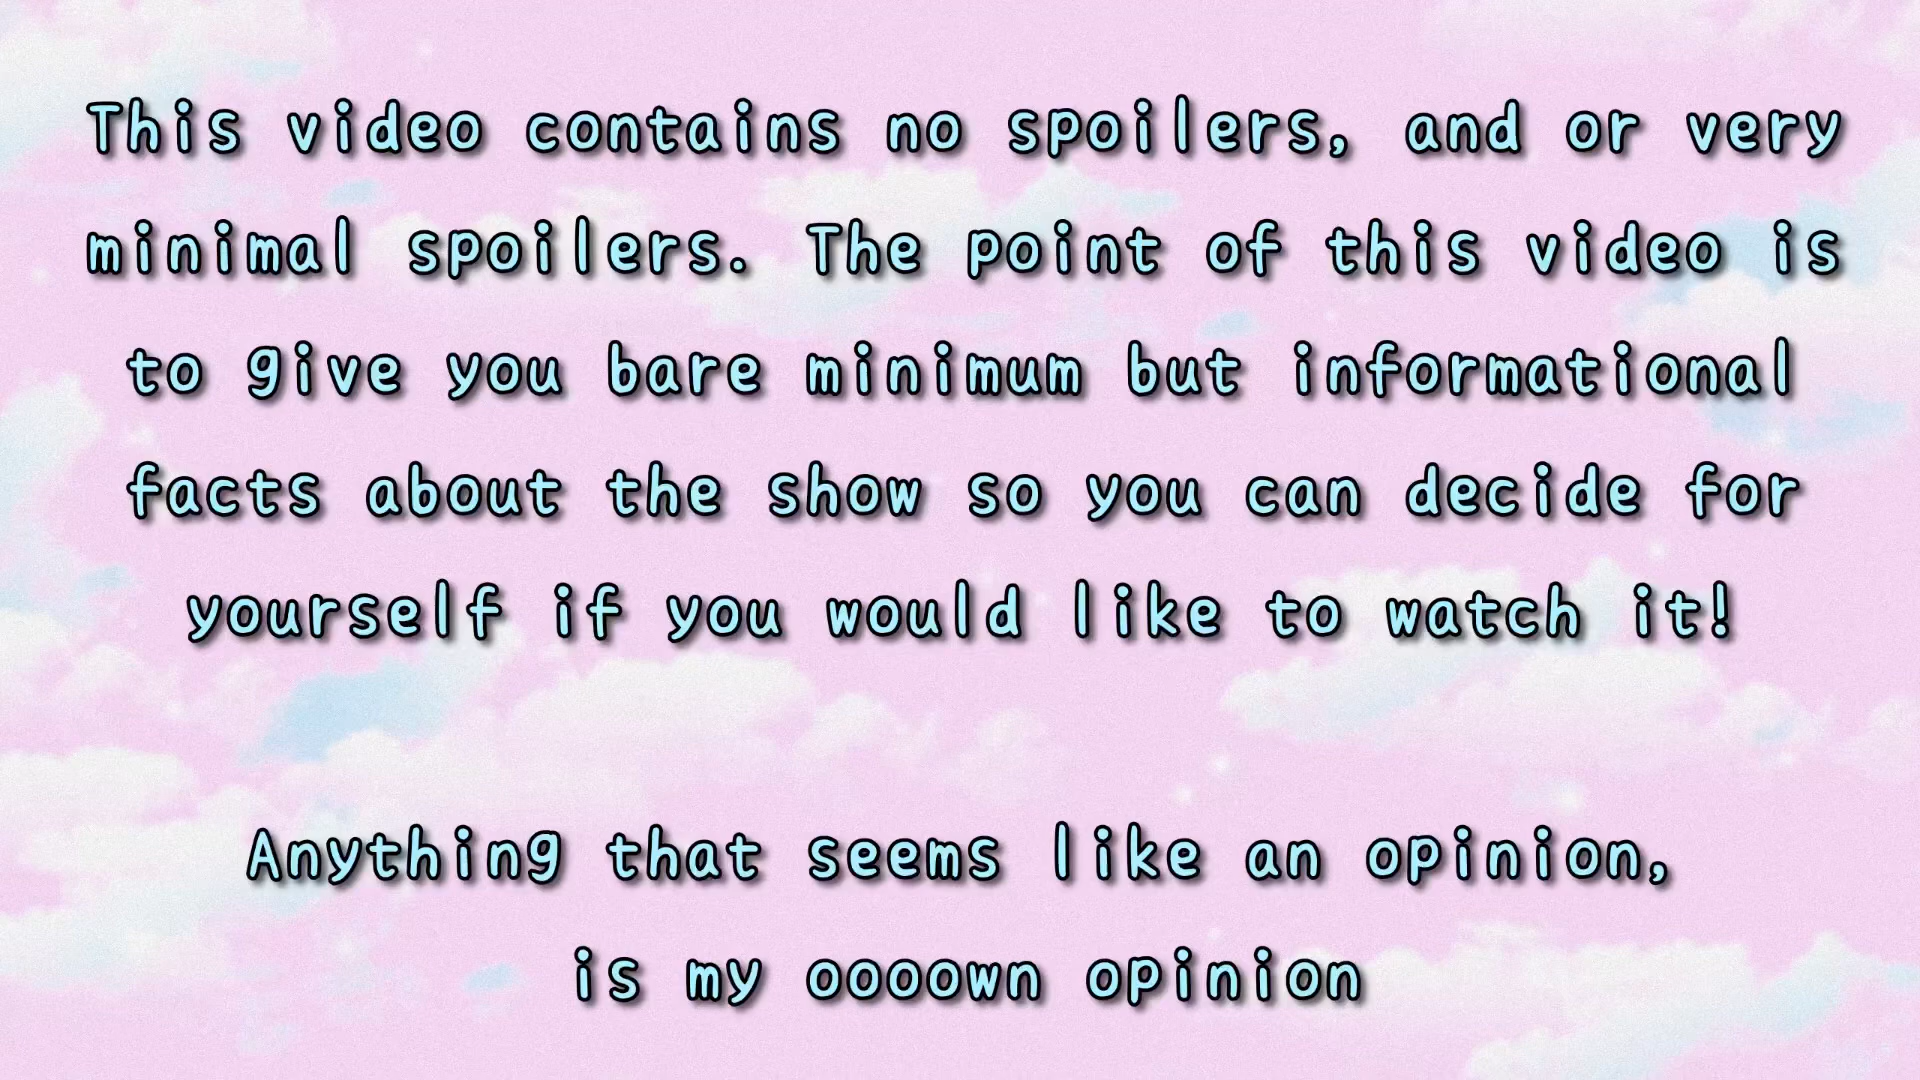 This video contains no spoilers, and or very
minimal spoilers. The point of this video is
to give you bare minimum but informational
facts about the show so you can decide for
yourself if you would like to watch it!
Anything that seems like an opinion,
is my oooown opinion